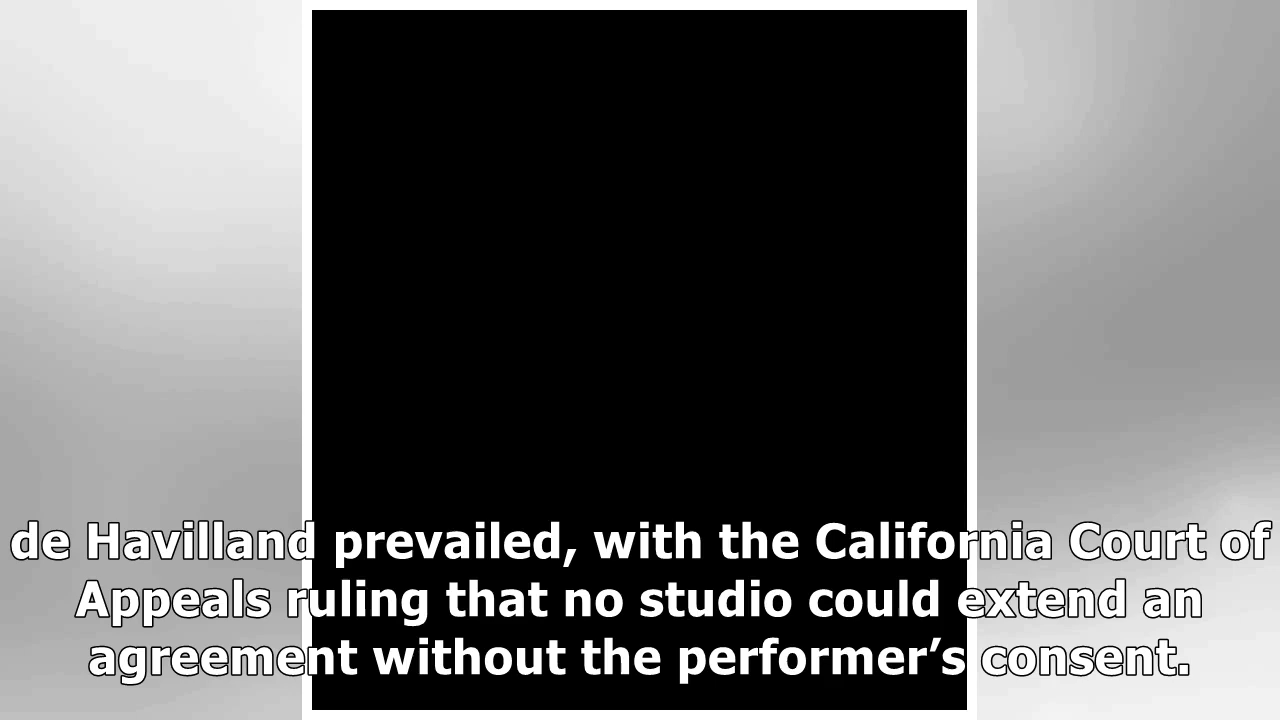 de Havilland prevailed, with the California Court of
Appeals ruling that no studio could extend an
agreement without the performer’s consent.